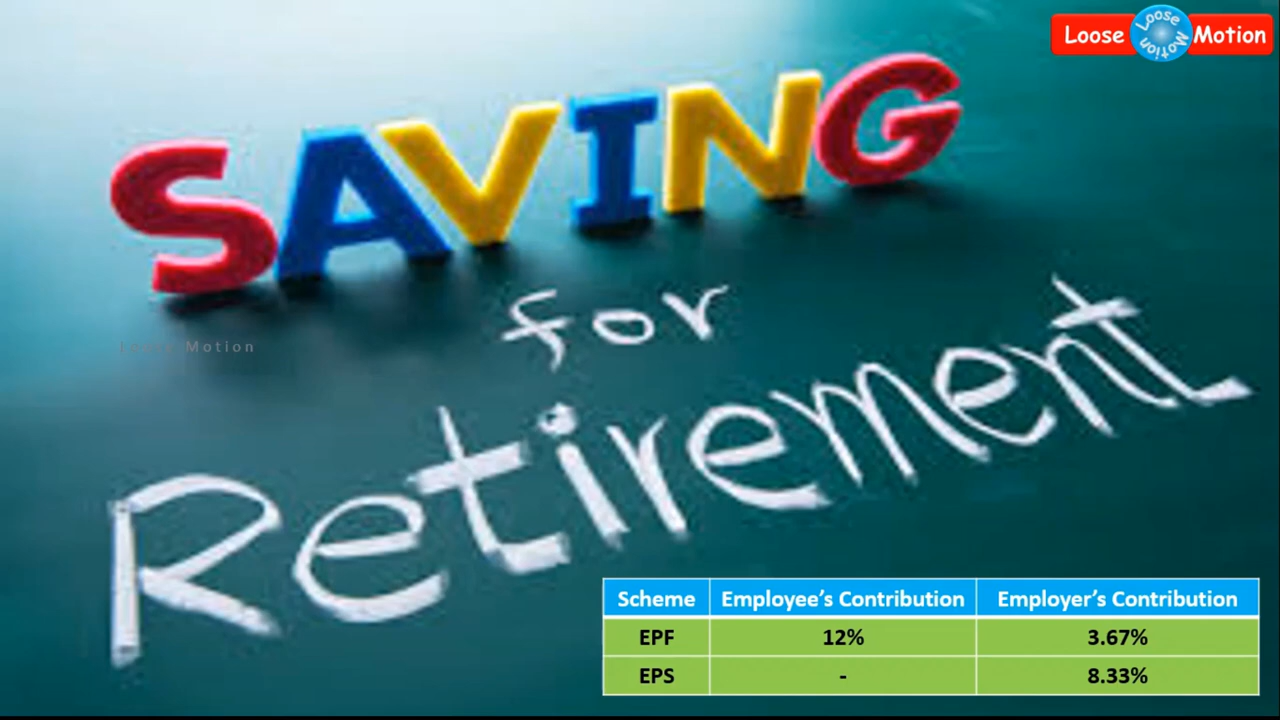 Loose Loose Motion Motion
SAVING
for
Loose Motion
Retirement
Scheme Employee’s Contribution Employer’s Contribution
EPF 12% 3.67%
EPS - 8.33%